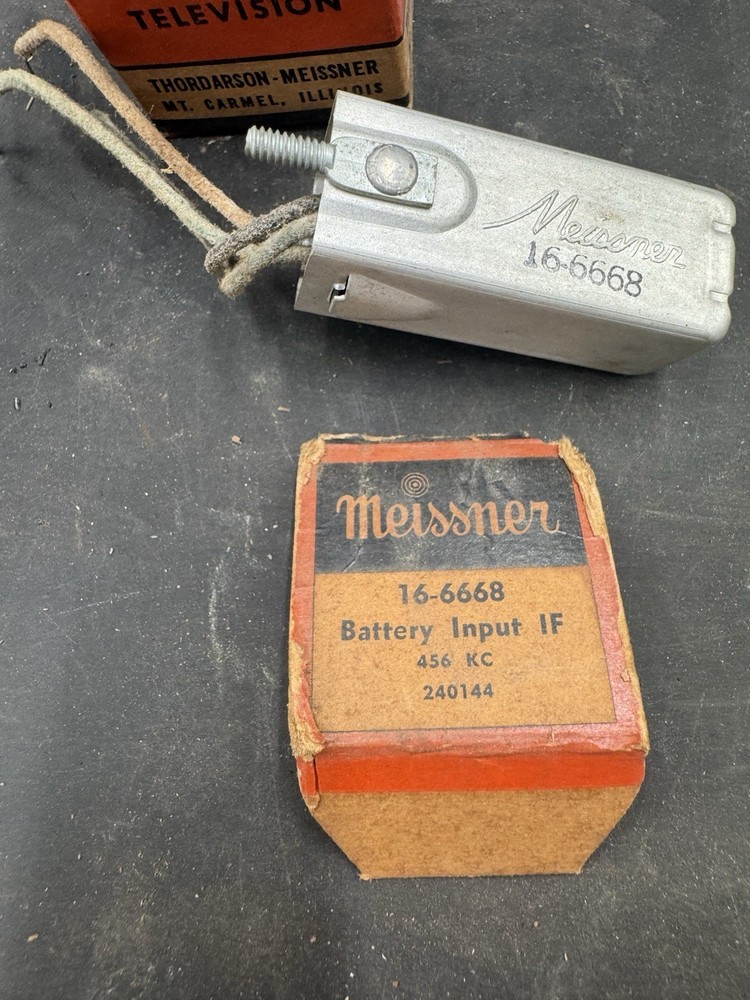 TELEVISION
THORDARSON-MEISSNER
MT. CARMEL, ILLINOIS
Meissner
16-6668
Meissner
16-6668
Battery Input IF
456 KC
240144